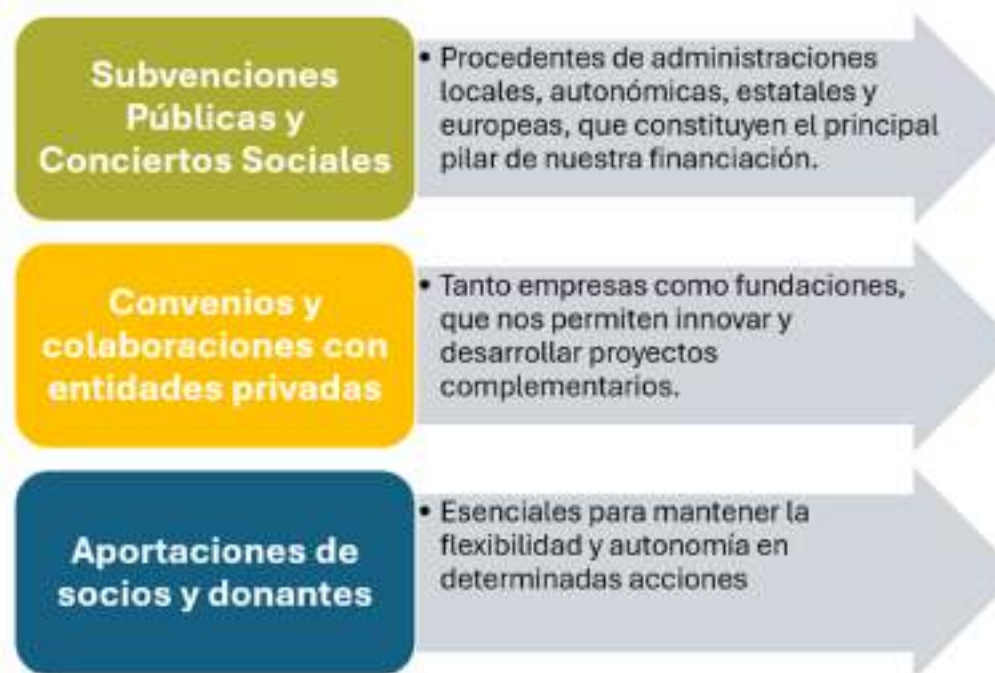 Subvenciones
Públicas y
Conciertos Sociales
• Procedentes de administraciones
locales, autonómicas, estatales y
europeas, que constituyen el principal
pilar de nuestra financiación.
Convenios y
colaboraciones con
entidades privadas
• Tanto empresas como fundaciones,
que nos permiten innovar y
desarrollar proyectos
complementarios.
Aportaciones de
socios y donantes
• Esenciales para mantener la
flexibilidad y autonomía en
determinadas acciones